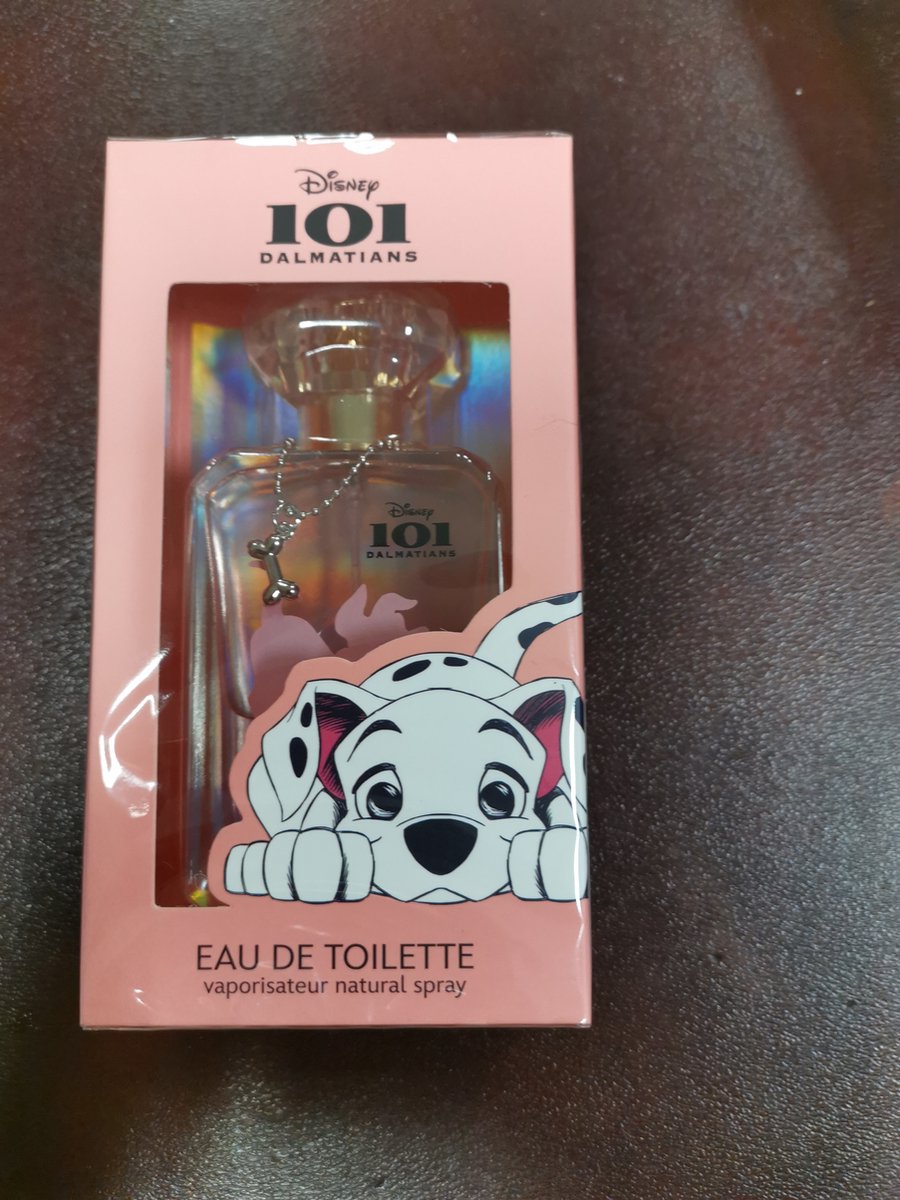 Disney
101
DALMATIANS
Disney
101
DALMATIANS
EAU DE TOILETTE
vaporisateur natural spray